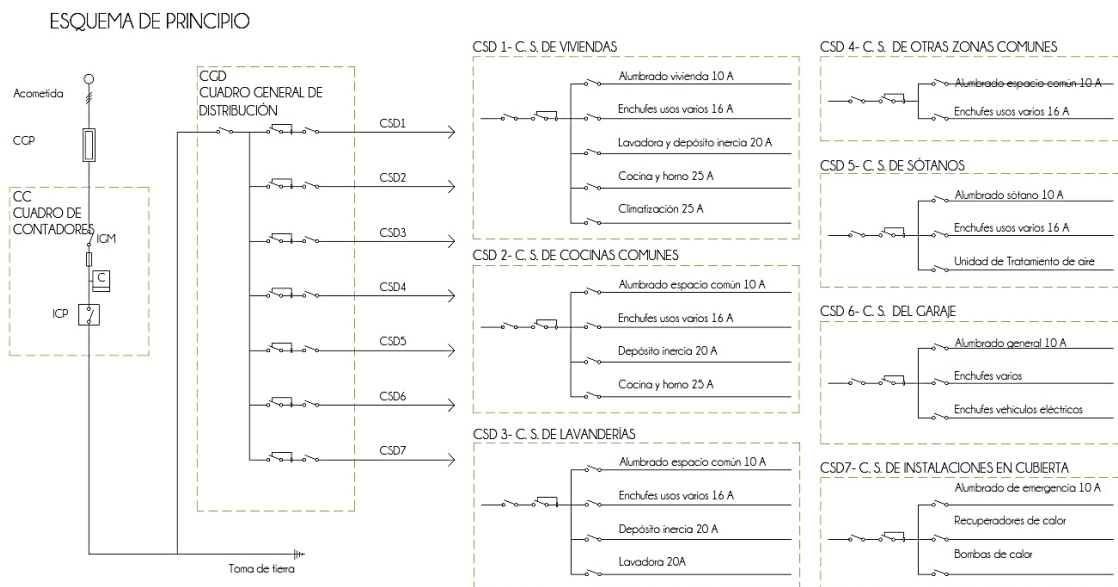 ESQUEMA DE PRINCIPIO
Acometida
CGP
CC
CUADRO DE
CONTADORES
IGM
C
ICP
Toma de tierra
CGD
CUADRO GENERAL DE
DISTRIBUCIÓN
CSD1
CSD2
CSD3
CSD4
CSD5
CSD6
CSD7
CSD 1- C. S. DE VIVIENDAS
Alumbrado vivienda 10 A
Enchufes usos varios 16 A
Lavadora y depósito inercia 20 A
Cocina y horno 25 A
Climatización 25 A
CSD 2- C. S. DE COCINAS COMUNES
Alumbrado espacio común 10 A
Enchufes usos varios 16 A
Depósito inercia 20 A
Cocina y horno 25 A
CSD 3- C. S. DE LAVANDERÍAS
Alumbrado espacio común 10 A
Enchufes usos varios 16 A
Depósito inercia 20 A
Lavadora 20A
CSD 4- C. S. DE OTRAS ZONAS COMUNES
Alumbrado espacio común 10 A
Enchufes usos varios 16 A
CSD 5- C. S. DE SÓTANOS
Alumbrado sótano 10 A
Enchufes usos varios 16 A
Unidad de Tratamiento de aire
CSD 6- C. S. DEL GARAJE
Alumbrado general 10 A
Enchufes varios
Enchufes vehículos eléctricos
CSD7- C. S. DE INSTALACIONES EN CUBIERTA
Alumbrado de emergencia 10 A
Recuperadores de calor
Bombas de calor